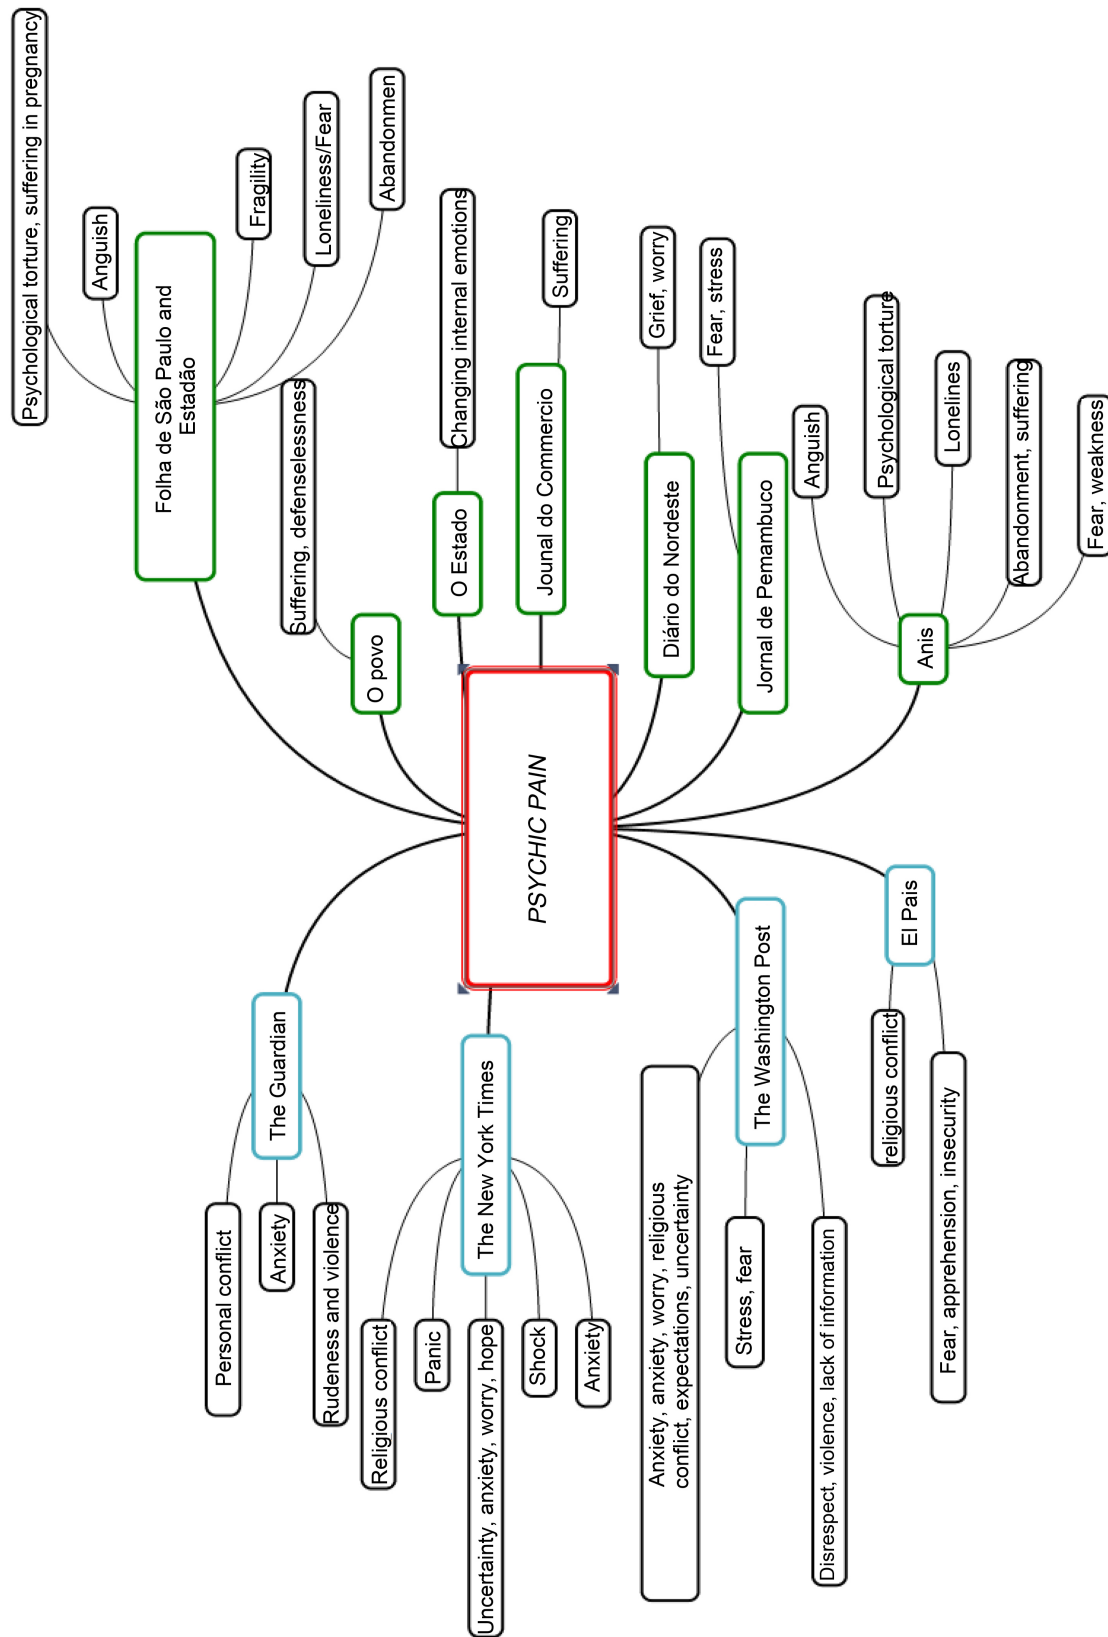 Psychological torture, suffering in pregnancy
Anguish
Folha de São Paulo and
Estadão
Fragility
Loneliness/Fear
Abandonmen
Suffering, defenselessness
O povo
Changing internal emotions
O Estado
Suffering
Jounal do Commercio
Grief, worry
Diário do Nordeste
Fear, stress
Jornal de Pemambuco
Anguish
Psychological torture
Lonelines
Abandonment, suffering
Fear, weakness
Anis
PSYCHIC PAIN
The Guardian
Personal conflict
Anxiety
Rudeness and violence
The New York Times
Religious conflict
Panic
Uncertainty, anxiety, worry, hope
Shock
Anxiety
The Washington Post
Anxiety, anxiety, worry, religious
conflict, expectations, uncertainty
Stress, fear
Disrespect, violence, lack of information
El Pais
religious conflict
Fear, apprehension, insecurity